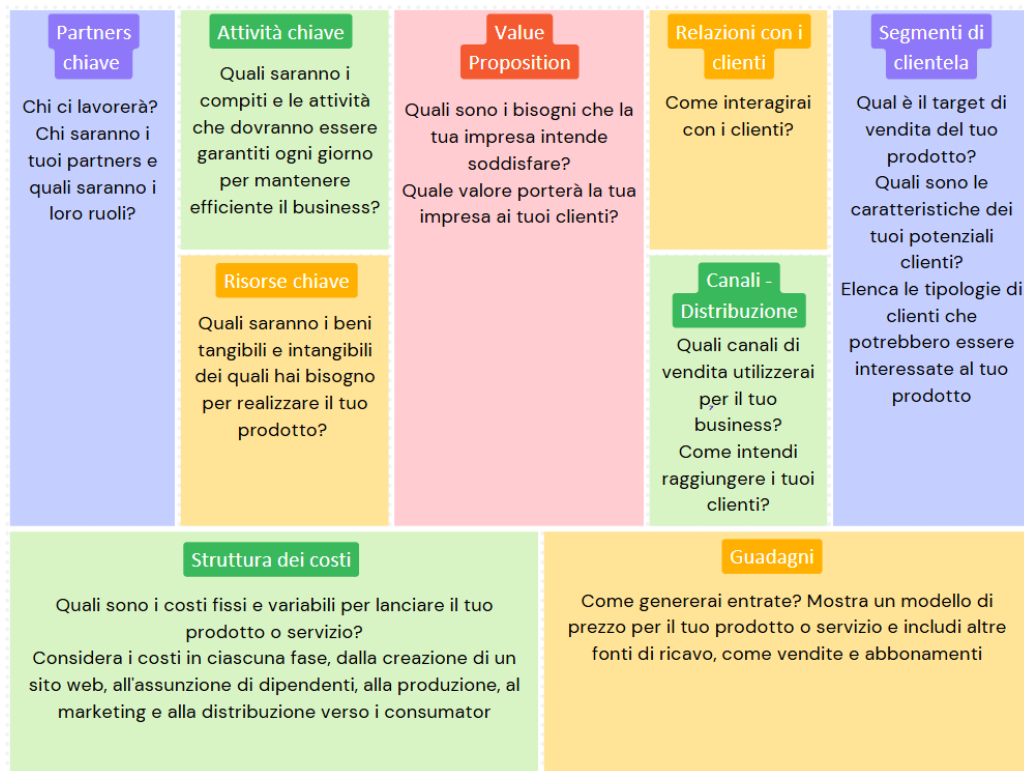 Partners
chiave
Chi ci lavorerà?
Chi saranno i
tuoi partners e
quali saranno i
loro ruoli?
Attività chiave
Quali saranno i
compiti e le attività
che dovranno essere
garantiti ogni giorno
per mantenere
efficiente il business?
Risorse chiave
Quali saranno i beni
tangibili e intangibili
dei quali hai bisogno
per realizzare il tuo
prodotto?
Value
Proposition
Quali sono i bisogni che la
tua impresa intende
soddisfare?
Quale valore porterà la tua
impresa ai tuoi clienti?
Relazioni con i
clienti
Come interagirai
con i clienti?
Canali -
Distribuzione
Quali canali di
vendita utilizzerai
per il tuo
business?
Come intendi
raggiungere i tuoi
clienti?
Segmenti di
clientela
Qual è il target di
vendita del tuo
prodotto?
Quali sono le
caratteristiche dei
tuoi potenziali
clienti?
Elenca le tipologie di
clienti che
potrebbero essere
interessate al tuo
prodotto
Struttura dei costi
Quali sono i costi fissi e variabili per lanciare il tuo
prodotto o servizio?
Considera i costi in ciascuna fase, dalla creazione di un
sito web, all'assunzione di dipendenti, alla produzione, al
marketing e alla distribuzione verso i consumator
Guadagni
Come genererai entrate? Mostra un modello di
prezzo per il tuo prodotto o servizio e includi altre
fonti di ricavo, come vendite e abbonamenti